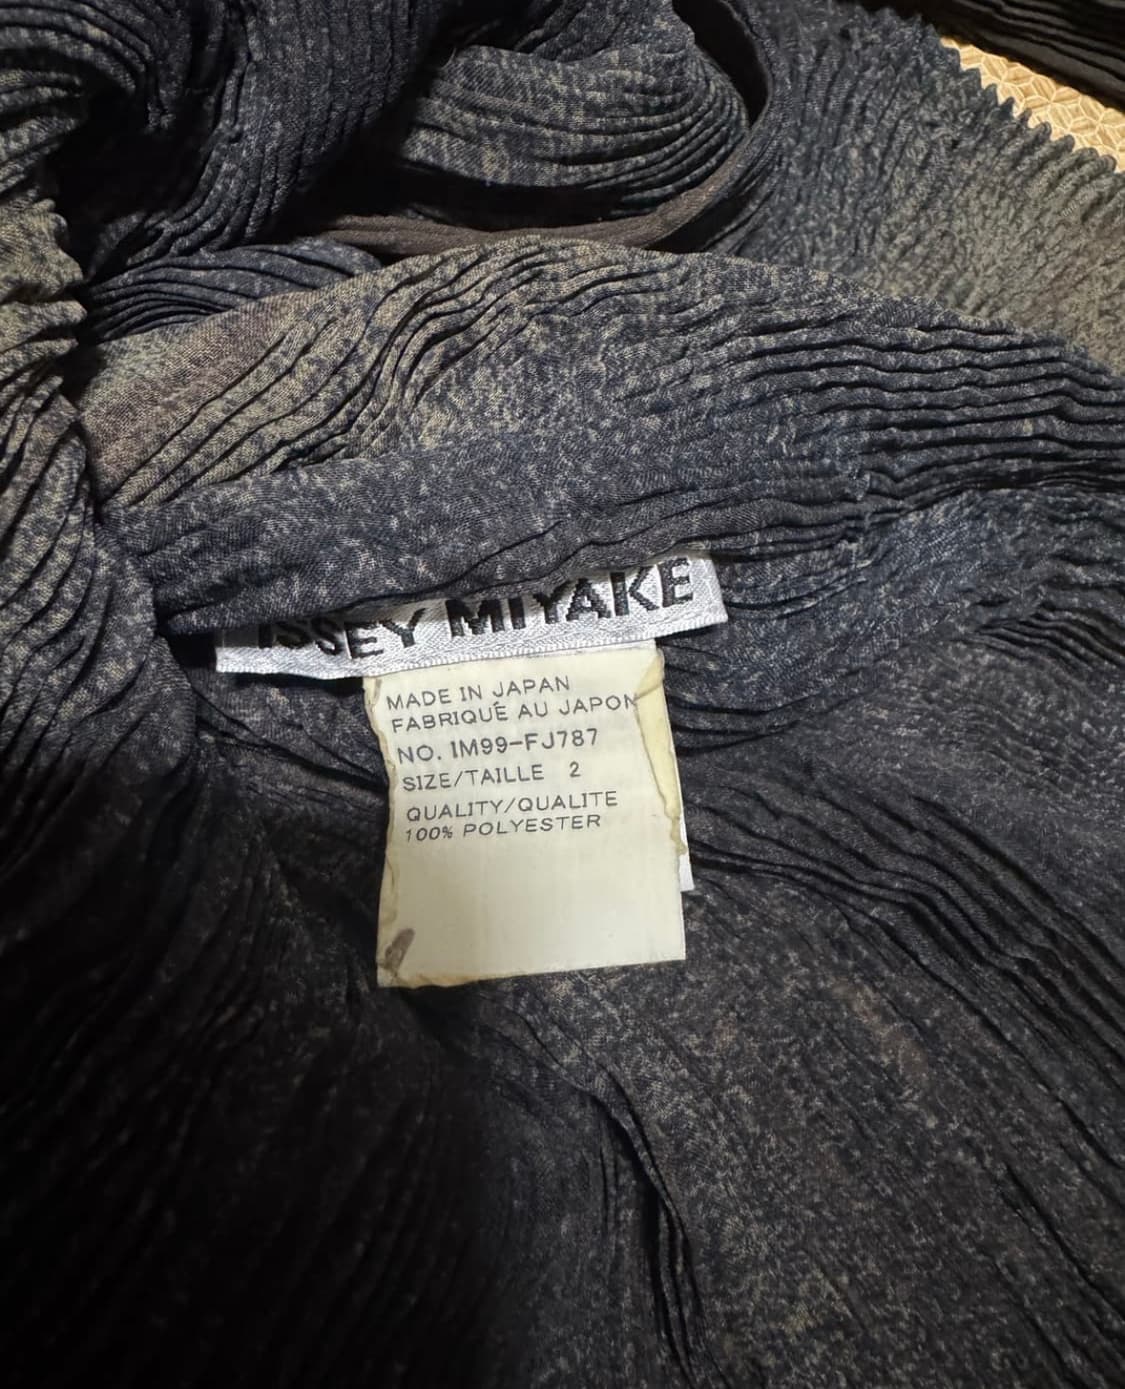 ISSEY MIYAKE
MADE IN JAPAN
FABRIQUÉ AU JAPON
NO. IM99-FJ787
SIZE/TAILLE 2
QUALITY/QUALITE
100% POLYESTER